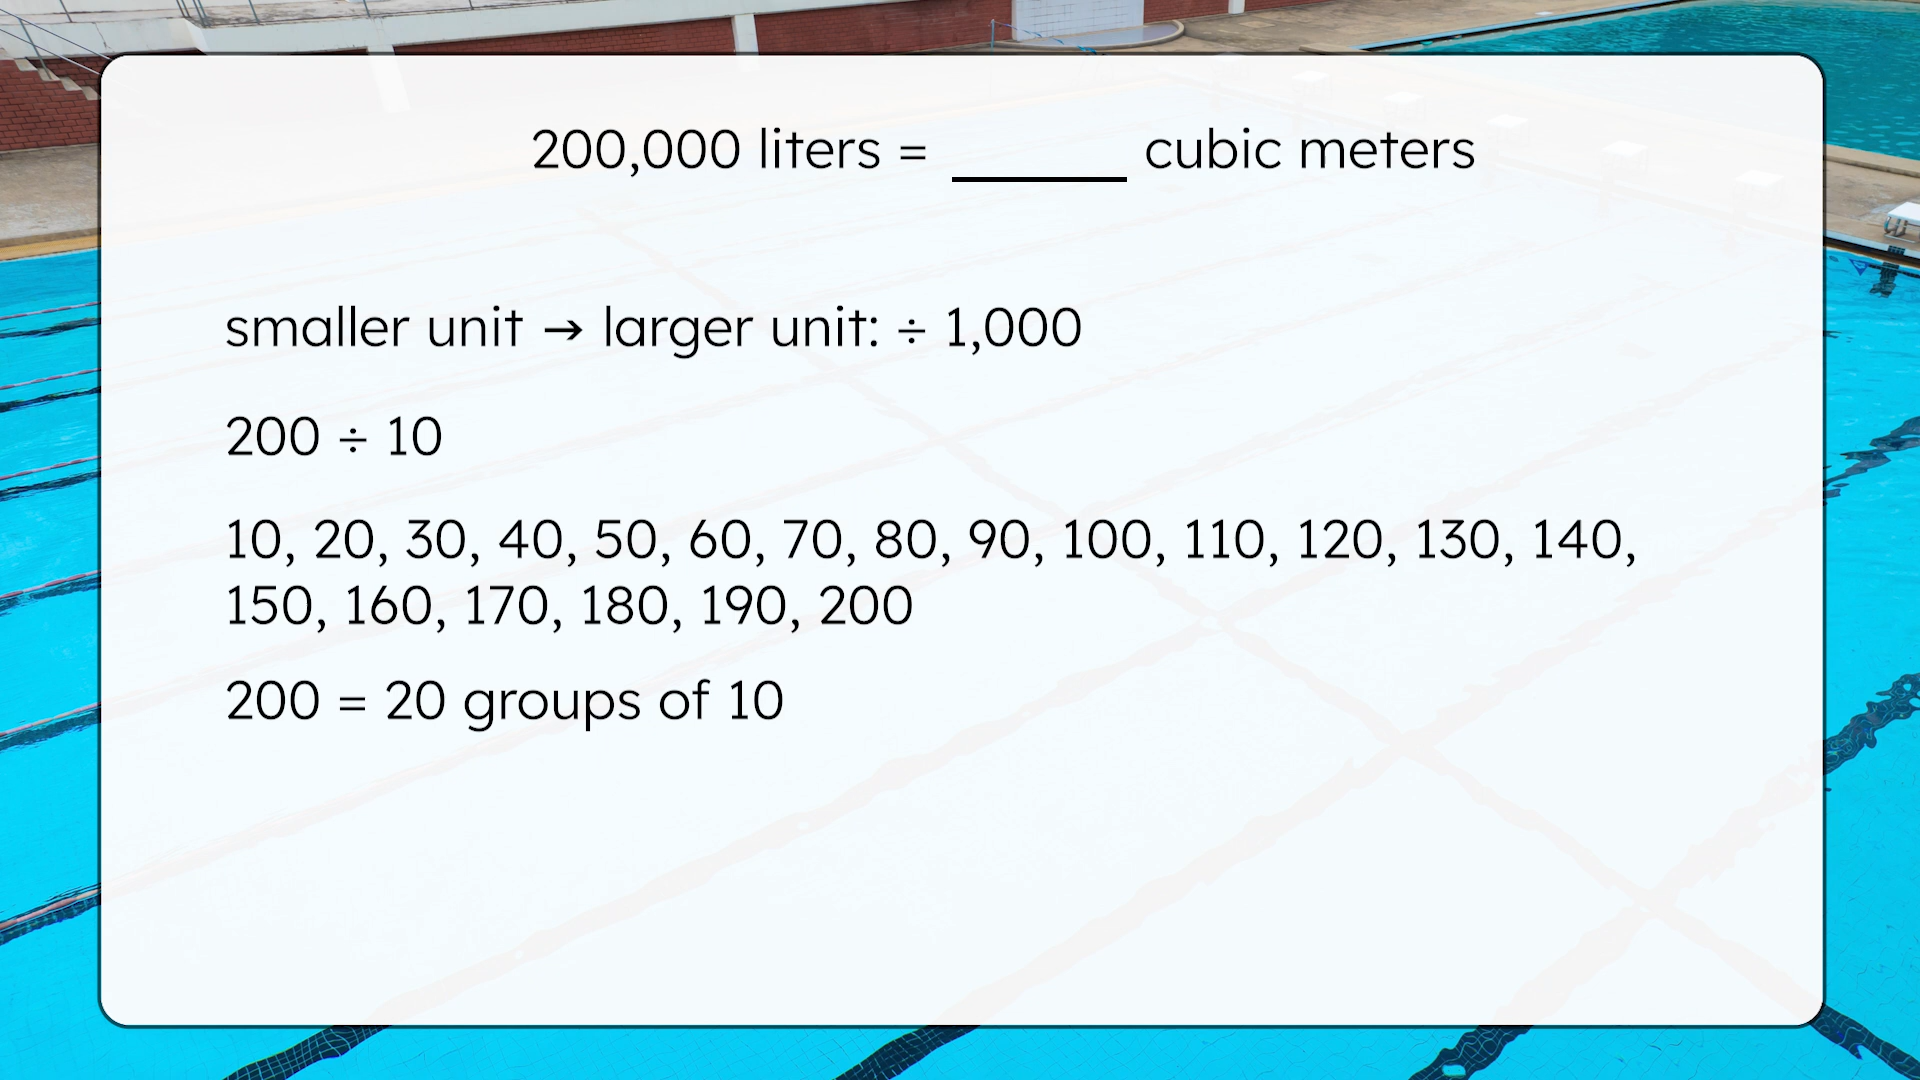 200,000 liters = ______ cubic meters
smaller unit → larger unit: ÷ 1,000
200 ÷ 10
10, 20, 30, 40, 50, 60, 70, 80, 90, 100, 110, 120, 130, 140,
150, 160, 170, 180, 190, 200
200 = 20 groups of 10